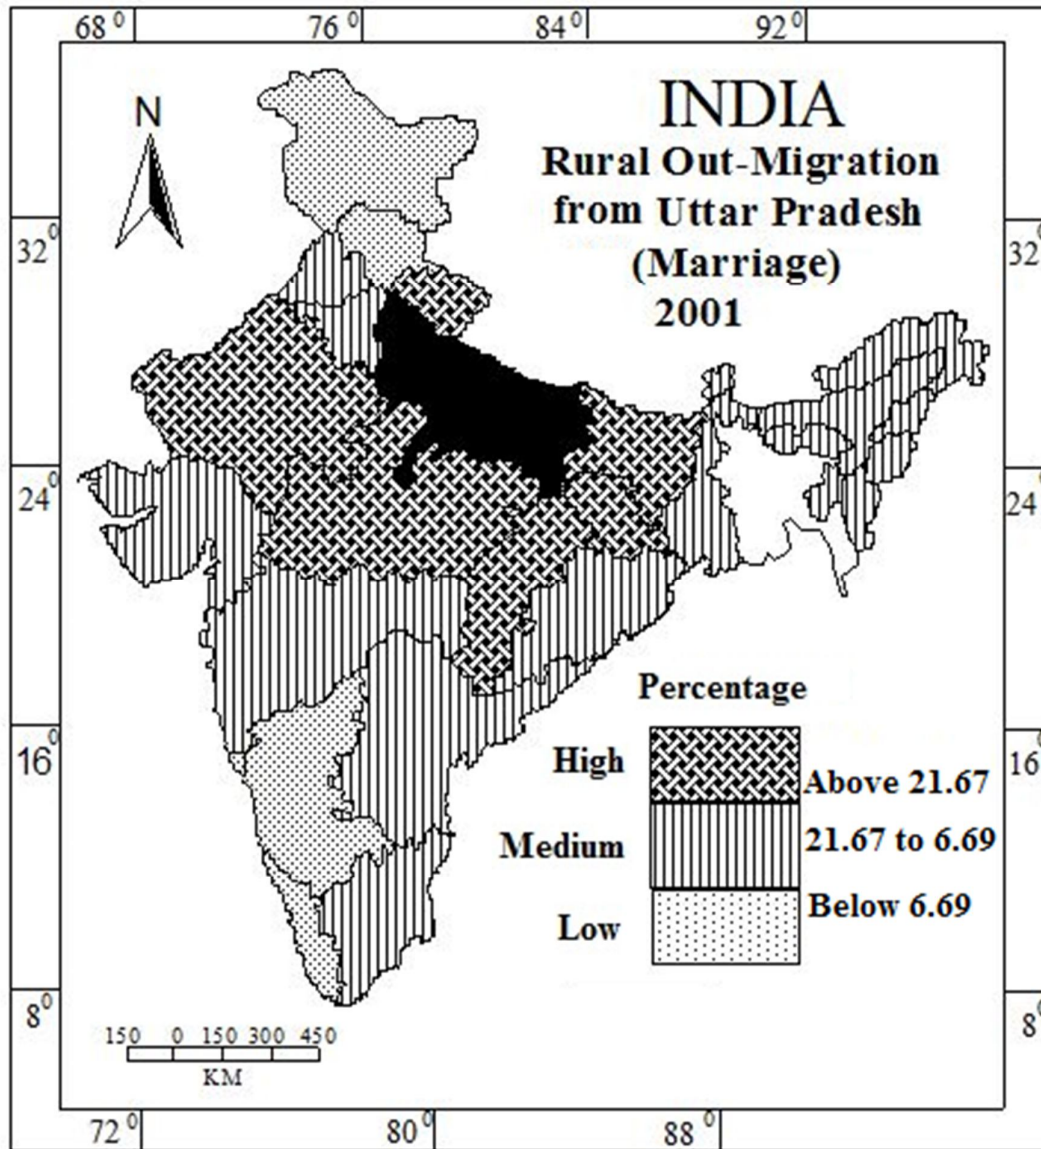 68⁰ 76⁰ 84⁰ 92⁰
N
INDIA
Rural Out-Migration
from Uttar Pradesh
(Marriage)
2001
32⁰ 32⁰
24⁰ 24⁰
16⁰ 16⁰
8⁰ 8⁰
Percentage
High Above 21.67
Medium 21.67 to 6.69
Low Below 6.69
150 0 150 300 450
KM
72⁰ 80⁰ 88⁰